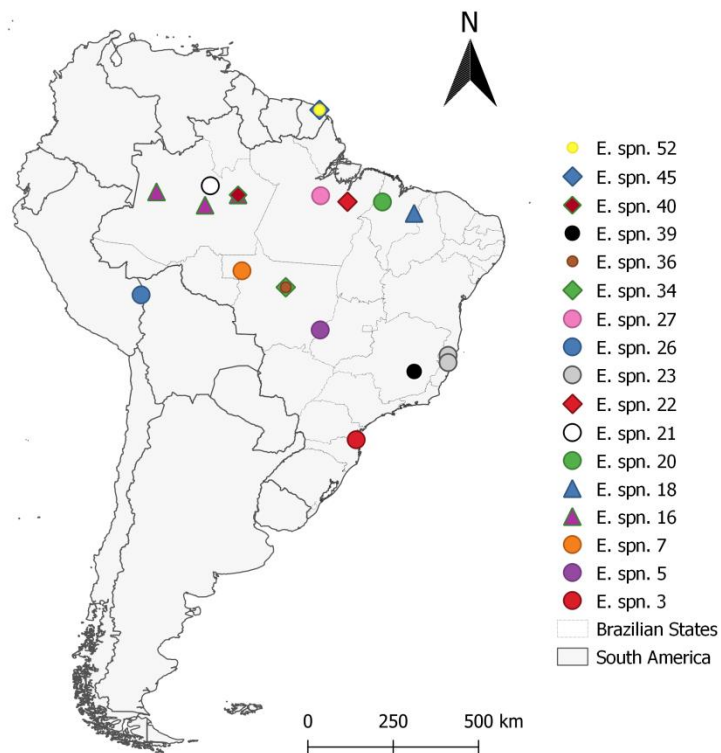 N
E. spn. 52
E. spn. 45
E. spn. 40
E. spn. 39
E. spn. 36
E. spn. 34
E. spn. 27
E. spn. 26
E. spn. 23
E. spn. 22
E. spn. 21
E. spn. 20
E. spn. 18
E. spn. 16
E. spn. 7
E. spn. 5
E. spn. 3
Brazilian States
South America
0 250 500 km